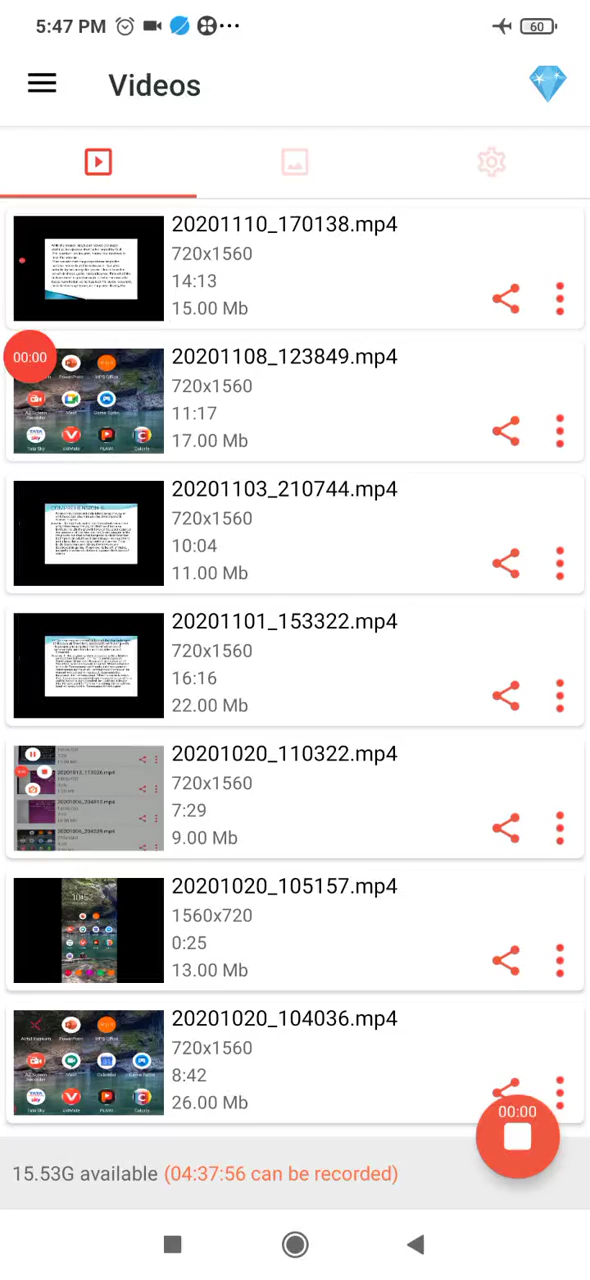 5:47 PM
60
Videos
20201110_170138.mp4
720x1560
14:13
15.00 Mb
00:00
20201108_123849.mp4
720x1560
11:17
17.00 Mb
20201103_210744.mp4
720x1560
10:04
11.00 Mb
20201101_153322.mp4
720x1560
16:16
22.00 Mb
20201020_110322.mp4
720x1560
7:29
9.00 Mb
20201020_105157.mp4
1560x720
0:25
13.00 Mb
20201020_104036.mp4
720x1560
8:42
26.00 Mb
00:00
15.53G available (04:37:56 can be recorded)